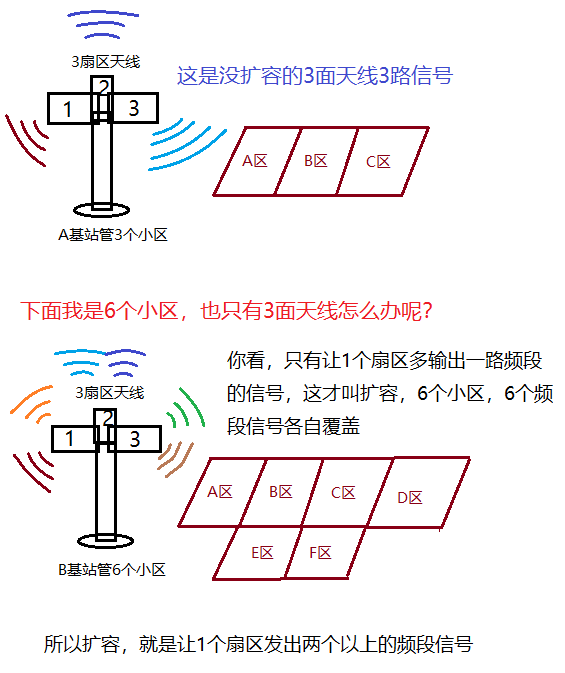 3扇区天线
这是没扩容的3面天线3路信号
2
1
3
A区
B区
C区
A基站管3个小区
下面我是6个小区，也只有3面天线怎么办呢?
你看，只有让1个扇区多输出一路频段
的信号，这才叫扩容，6个小区，6个频
段信号各自覆盖
3扇区天线
2
1
3
A区
B区
C区
D区
E区
F区
B基站管6个小区
所以扩容，就是让1个扇区发出两个以上的频段信号